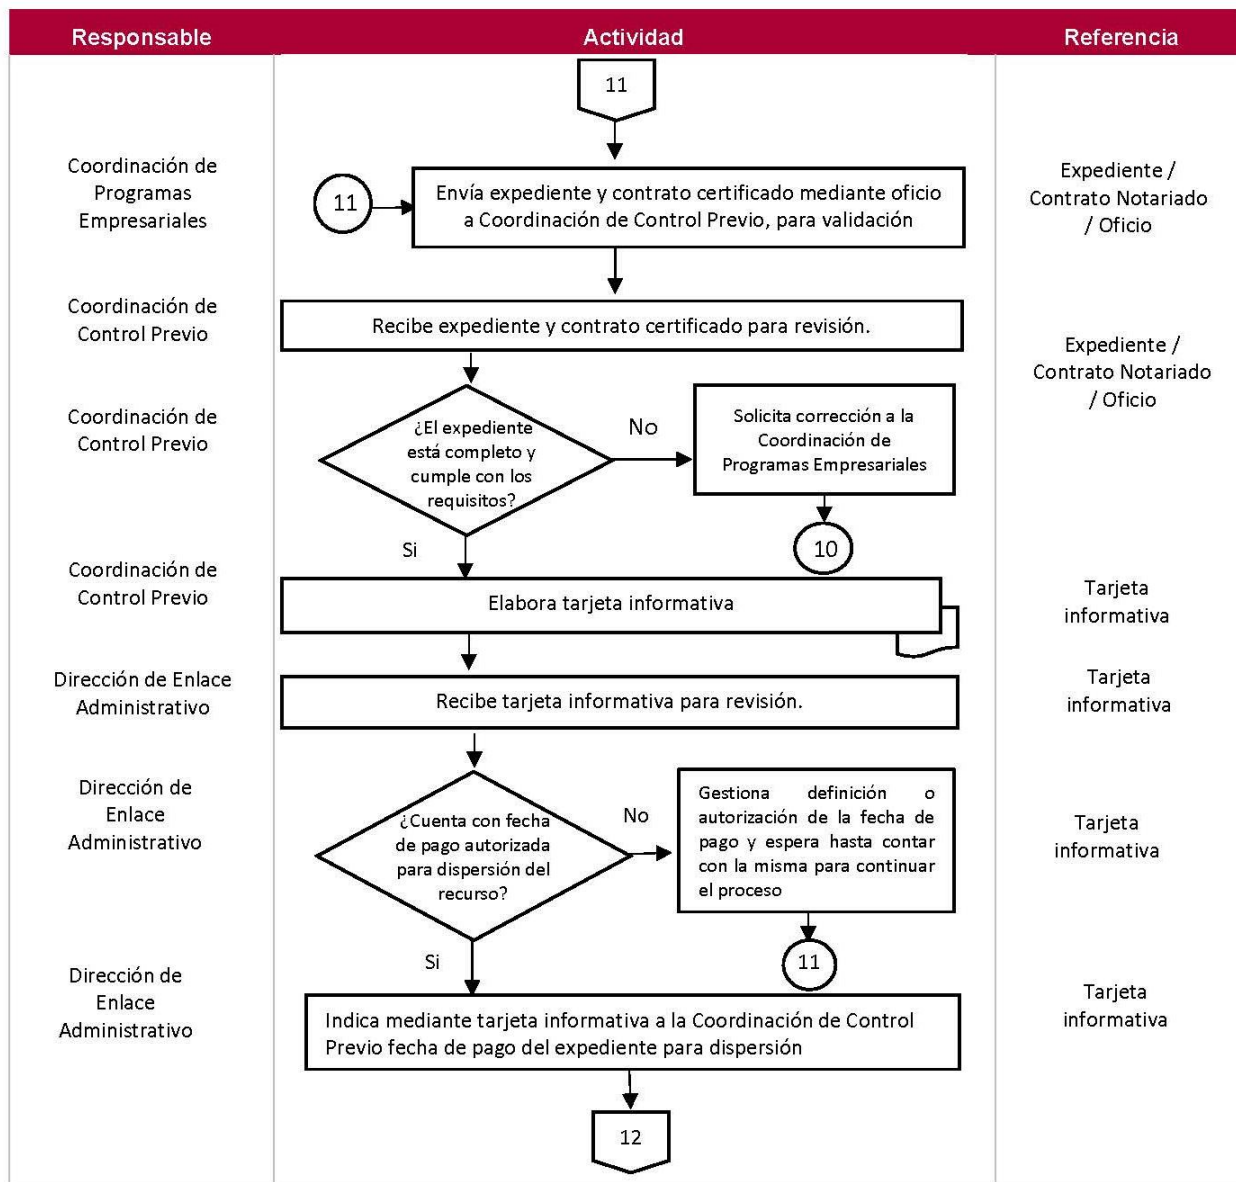 Responsable
Actividad
Referencia
11
Coordinación de
Programas
Empresariales
11
Envía expediente y contrato certificado mediante oficio
a Coordinación de Control Previo, para validación
Expediente /
Contrato Notariado
/ Oficio
Coordinación de
Control Previo
Recibe expediente y contrato certificado para revisión.
Expediente /
Contrato Notariado
/ Oficio
Coordinación de
Control Previo
¿El expediente
está completo y
cumple con los
requisitos?
No
Solicita corrección a la
Coordinación de
Programas Empresariales
10
Si
Coordinación de
Control Previo
Elabora tarjeta informativa
Tarjeta
informativa
Dirección de Enlace
Administrativo
Recibe tarjeta informativa para revisión.
Tarjeta
informativa
Dirección de
Enlace
Administrativo
¿Cuenta con fecha
de pago autorizada
para dispersión del
recurso?
No
Gestiona definición o
autorización de la fecha de
pago y espera hasta contar
con la misma para continuar
el proceso
Tarjeta
informativa
11
Si
Dirección de
Enlace
Administrativo
Indica mediante tarjeta informativa a la Coordinación de Control
Previo fecha de pago del expediente para dispersión
Tarjeta
informativa
12